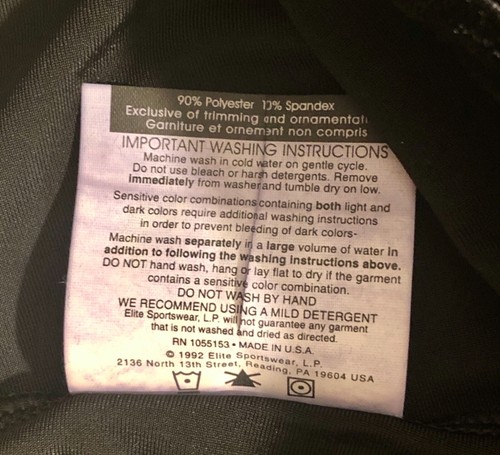 90% Polyester 10% Spandex
Exclusive of trimming and ornamentati
Garniture et ornement non compris
IMPORTANT WASHING INSTRUCTIONS
Machine wash in cold water on gentle cycle.
Do not use bleach or harsh detergents. Remove
immediately from washer and tumble dry on low.
Sensitive color combinations containing both light and
dark colors require additional washing instructions
in order to prevent bleeding of dark colors-
Machine wash separately in a large volume of water in
addition to following the washing instructions above.
DO NOT hand wash, hang or lay flat to dry if the garment
contains a sensitive color combination.
DO NOT WASH BY HAND
WE RECOMMEND USING A MILD DETERGENT
Elite Sportswear, L.P. will not guarantee any garment
that is not washed and dried as directed.
RN 1055153 • MADE IN U.S.A.
© 1992 Elite Sportswear, L.P.
2136 North 13th Street, Reading, PA 19604 USA